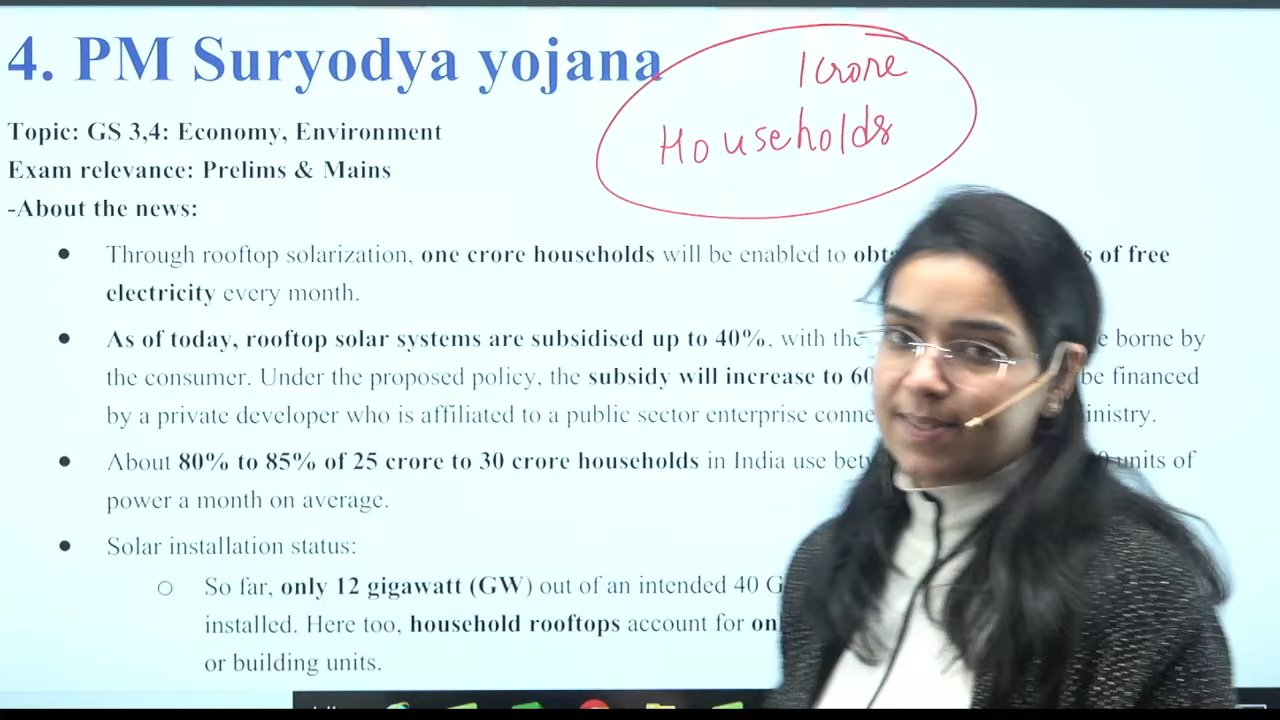 4. PM Suryodya yojana
1 crore
Households
Topic: GS 3,4: Economy, Environment
Exam relevance: Prelims & Mains
-About the news:
● Through rooftop solarization, one crore households will be enabled to of free
electricity every month.
● As of today, rooftop solar systems are subsidised up to 40%, with the borne by
the consumer. Under the proposed policy, the subsidy will increase to be financed
by a private developer who is affiliated to a public sector enterprise
● About 80% to 85% of 25 crore to 30 crore households in India use units of
power a month on average.
● Solar installation status:
○ So far, only 12 gigawatt (GW) out of an intended 40
installed. Here too, household rooftops account for
or building units.